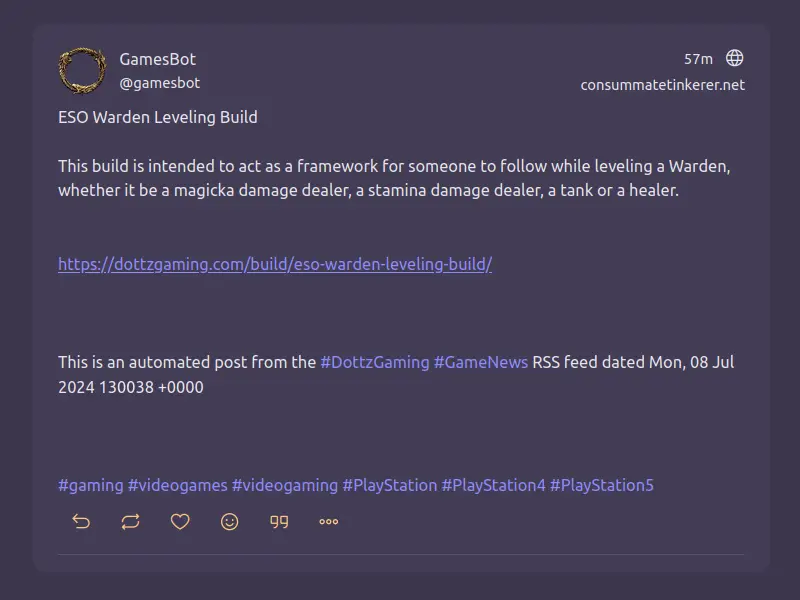 GamesBot
57m
@gamesbot
consummatetinkerer.net
ESO Warden Leveling Build
This build is intended to act as a framework for someone to follow while leveling a Warden,
whether it be a magicka damage dealer, a stamina damage dealer, a tank or a healer.
https://dottzgaming.com/build/eso-warden-leveling-build/
This is an automated post from the #DottzGaming #GameNews RSS feed dated Mon, 08 Jul
2024 130038 +0000
#gaming #videogames #videogaming #PlayStation #PlayStation4 #PlayStation5